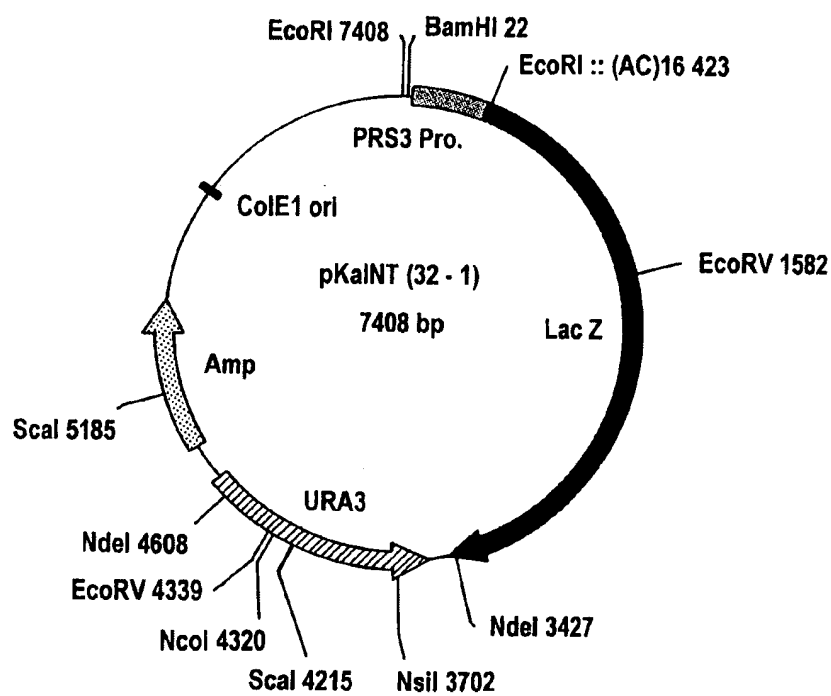 EcoRI 7408
BamHI 22
EcoRI :: (AC)16 423
PRS3 Pro.
ColE1 ori
pKaINT (32 - 1)
7408 bp
EcoRV 1582
Lac Z
Amp
ScaI 5185
URA3
NdeI 4608
EcoRV 4339
NcoI 4320
ScaI 4215
NsiI 3702
NdeI 3427